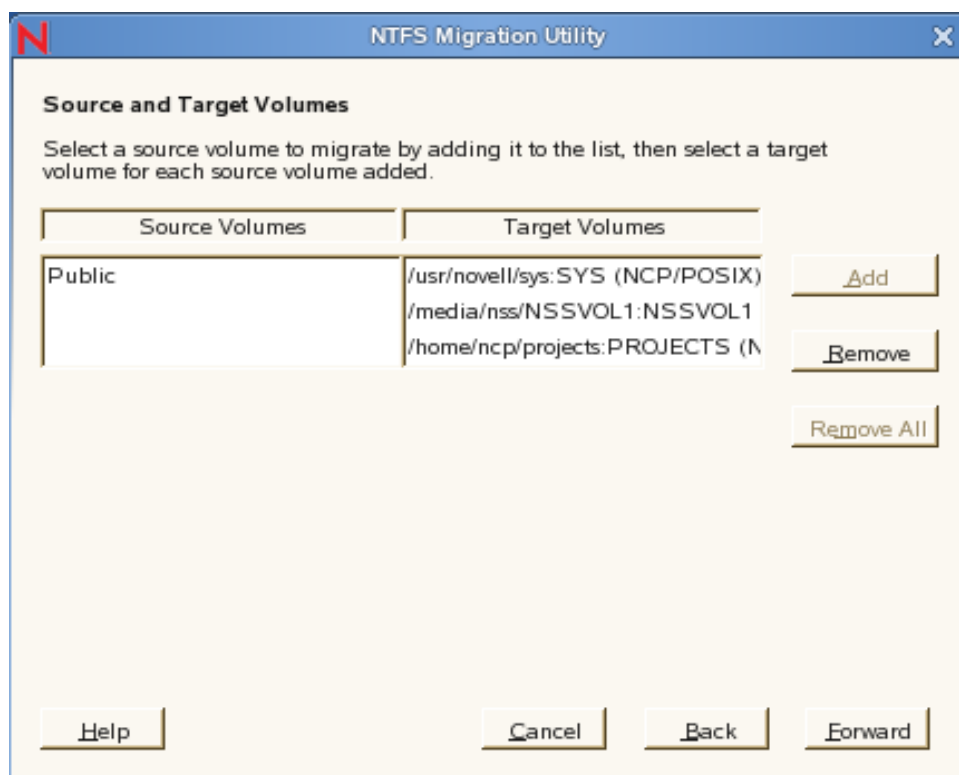 NTFS Migration Utility
Source and Target Volumes
Select a source volume to migrate by adding it to the list, then select a target
volume for each source volume added.
Source Volumes
Target Volumes
Public
/usr/novell/sys:SYS (NCP/POSIX)
/media/nss/NSSVOL1:NSSVOL1
/home/ncp/projects:PROJECTS (N
Add
Remove
Remove All
Help
Cancel
Back
Forward